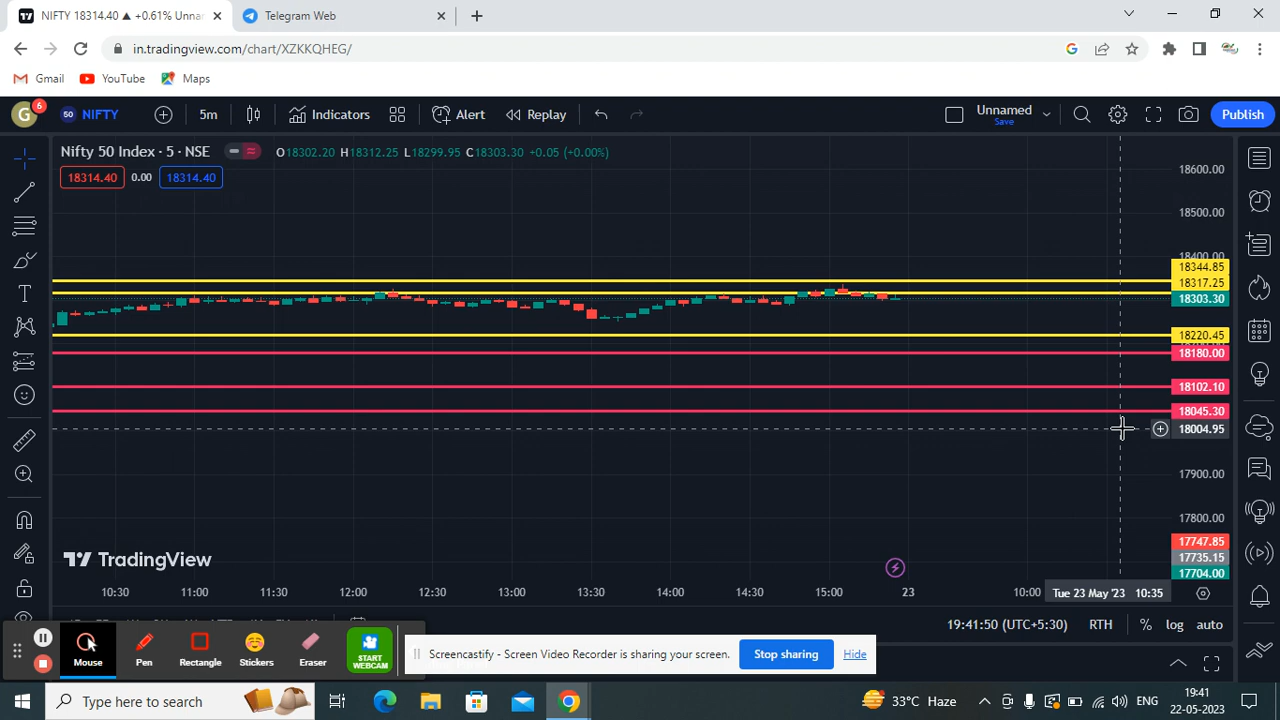 NIFTY 18314.40 ▲ +0.61% Unna
Telegram Web
in.tradingview.com/chart/XZKKQHEG/
Gmail YouTube Maps
G 6 50 NIFTY 5m Indicators Alert Replay Unnamed Save Publish
Nifty 50 Index · 5 · NSE O18302.20 H18312.25 L18299.95 C18303.30 +0.05 (+0.00%)
18314.40 0.00 18314.40
18600.00
18500.00
18400.00
18344.85
18317.25
18303.30
18220.45
18180.00
18102.10
18045.30
18004.95
17900.00
17800.00
17747.85
17735.15
17704.00
TradingView
10:30 11:00 11:30 12:00 12:30 13:00 13:30 14:00 14:30 15:00 23 10:00 Tue 23 May '23 10:35
19:41:50 (UTC+5:30) RTH % log auto
Mouse Pen Rectangle Stickers Eraser START WEBCAM
Screencastify - Screen Video Recorder is sharing your screen. Stop sharing Hide
Type here to search 33°C Haze ENG 19:41
22-05-2023